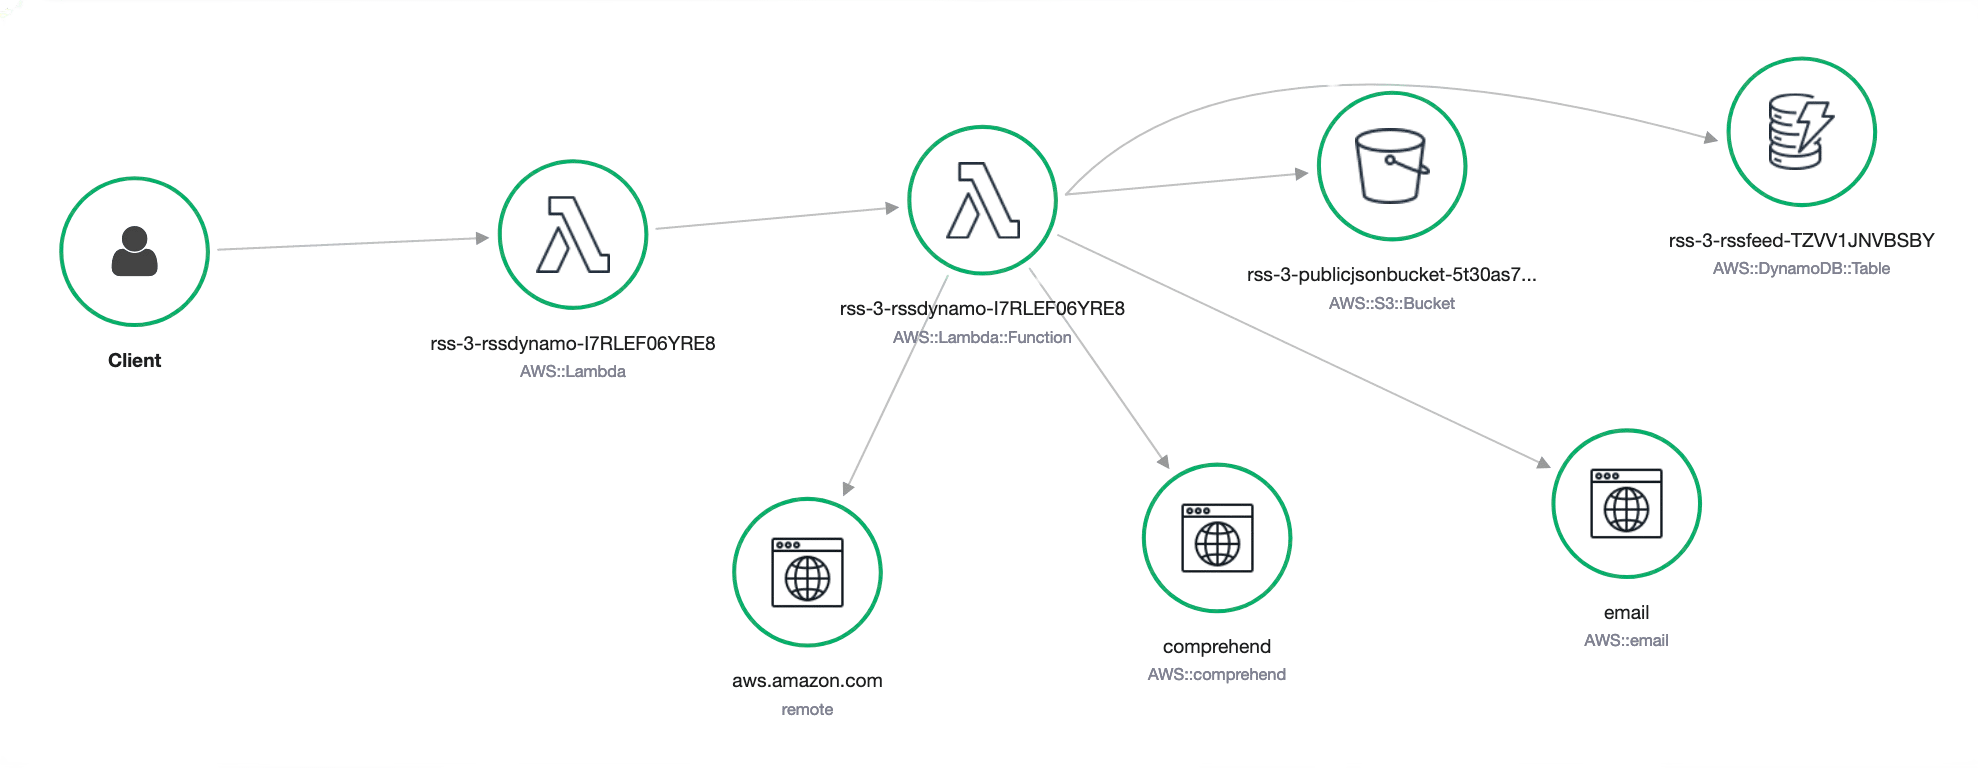 Client
rss-3-rssdynamo-I7RLEF06YRE8
AWS::Lambda
rss-3-rssdynamo-I7RLEF06YRE8
AWS::Lambda::Function
rss-3-publicjsonbucket-5t30as7...
AWS::S3::Bucket
rss-3-rssfeed-TZVV1JNVBSBY
AWS::DynamoDB::Table
aws.amazon.com
remote
comprehend
AWS::comprehend
email
AWS::email